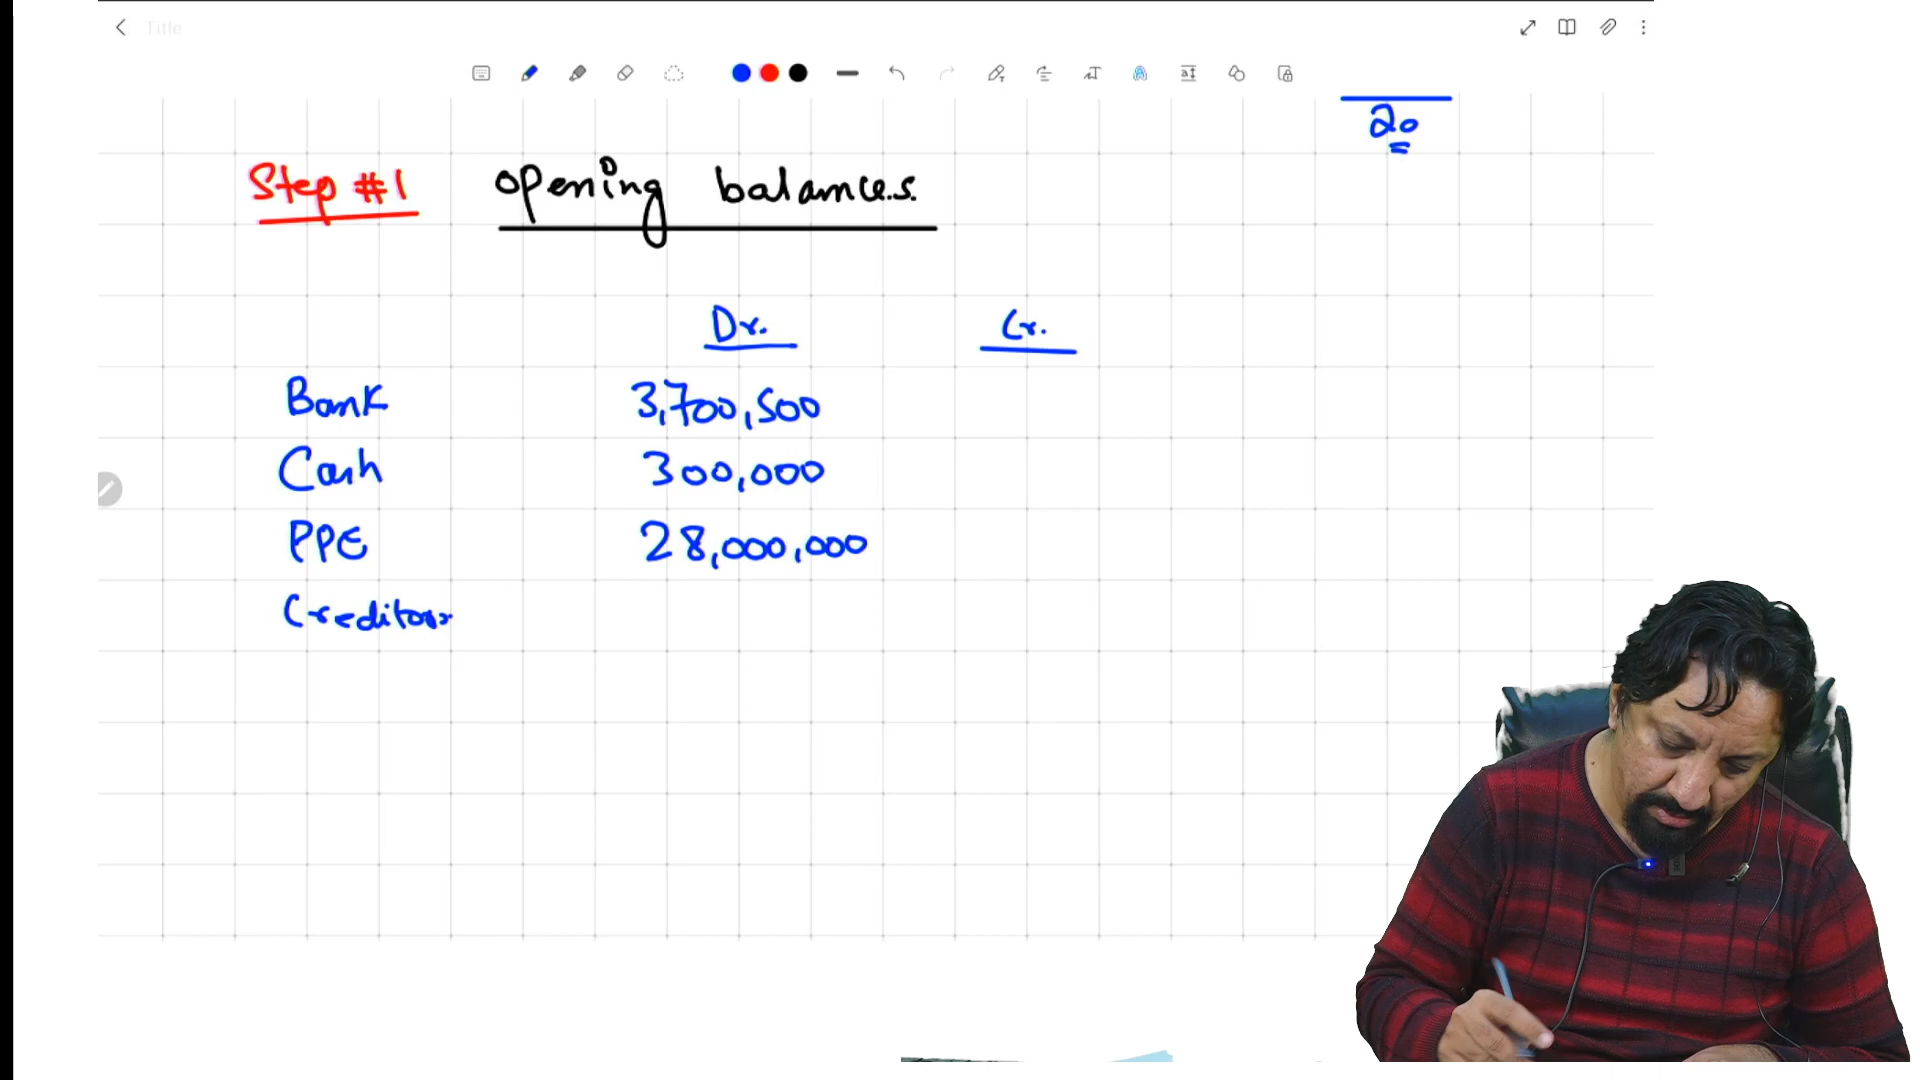 Title
20
Step #1 opening balances.
Dr. Cr.
Bank 3,700,500
Cash 300,000
PPE 28,000,000
Creditors